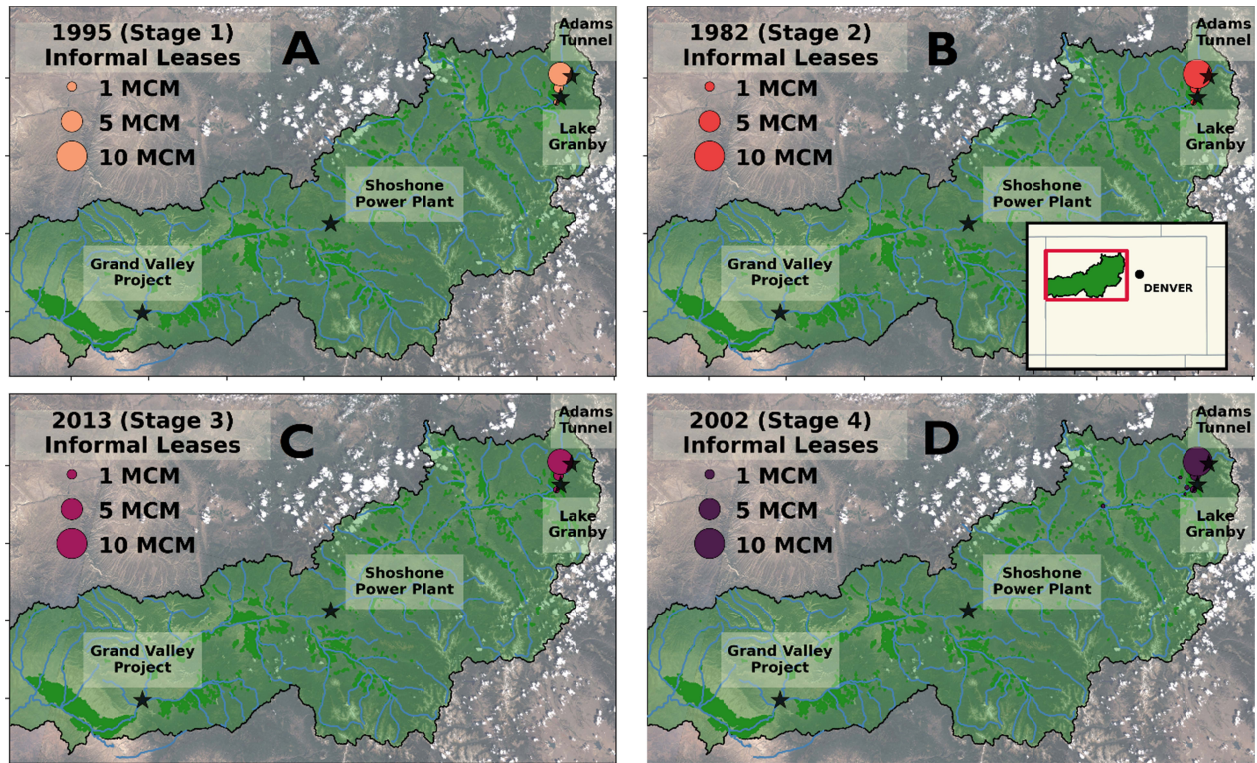 1995 (Stage 1)
Informal Leases
A
1 MCM
5 MCM
10 MCM
Adams
Tunnel
Lake
Granby
Shoshone
Power Plant
Grand Valley
Project
1982 (Stage 2)
Informal Leases
B
1 MCM
5 MCM
10 MCM
Adams
Tunnel
Lake
Granby
Shoshone
Power Plant
Grand Valley
Project
DENVER
2013 (Stage 3)
Informal Leases
C
1 MCM
5 MCM
10 MCM
Adams
Tunnel
Lake
Granby
Shoshone
Power Plant
Grand Valley
Project
2002 (Stage 4)
Informal Leases
D
1 MCM
5 MCM
10 MCM
Adams
Tunnel
Lake
Granby
Shoshone
Power Plant
Grand Valley
Project